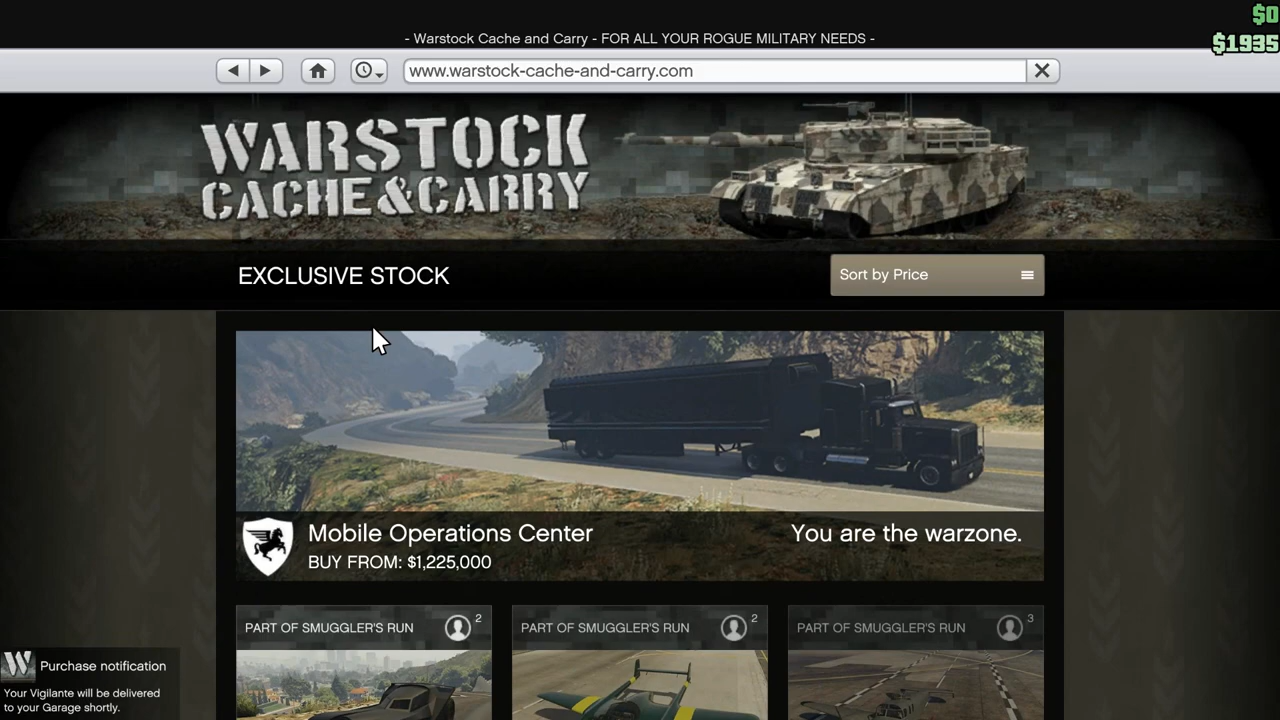 $0
- Warstock Cache and Carry - FOR ALL YOUR ROGUE MILITARY NEEDS -
$1935
www.warstock-cache-and-carry.com
WARSTOCK
CACHE & CARRY
EXCLUSIVE STOCK
Sort by Price
Mobile Operations Center
You are the warzone.
BUY FROM: $1,225,000
PART OF SMUGGLER'S RUN
2
PART OF SMUGGLER'S RUN
2
PART OF SMUGGLER'S RUN
3
W
Purchase notification
Your Vigilante will be delivered
to your Garage shortly.